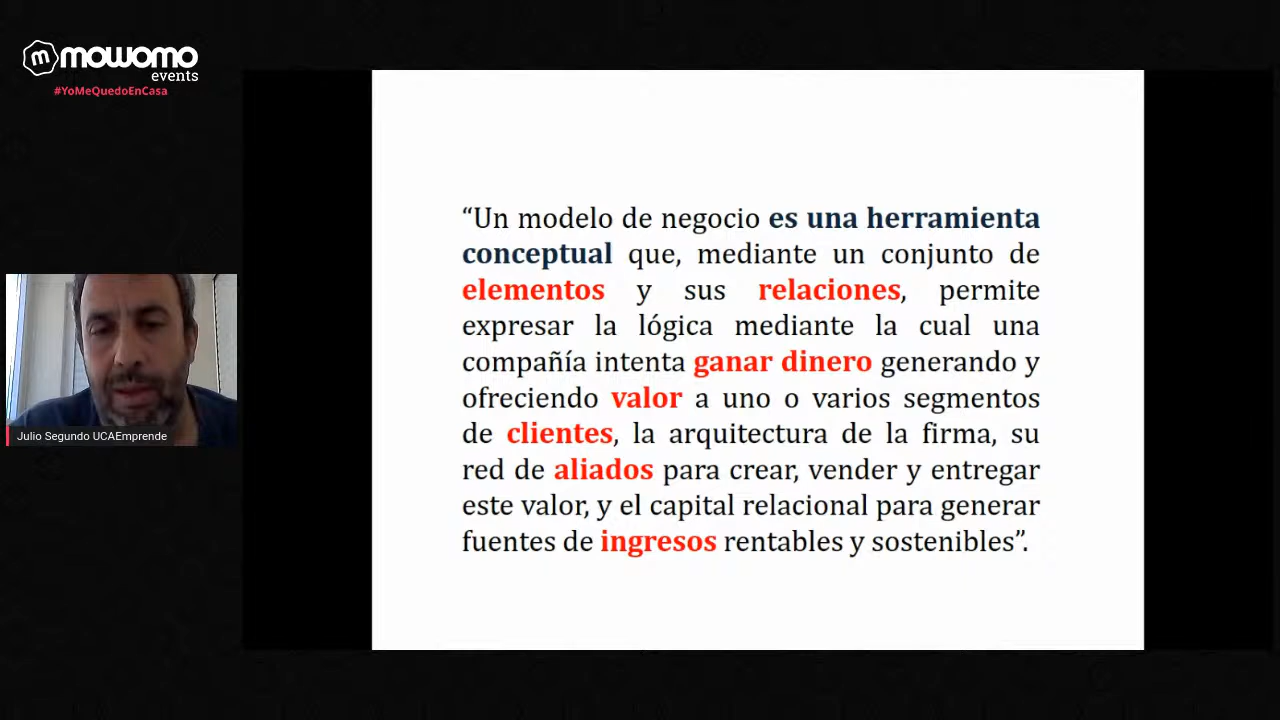 mowomo
events
#YoMeQuedoEnCasa
“Un modelo de negocio es una herramienta
conceptual que, mediante un conjunto de
elementos y sus relaciones, permite
expresar la lógica mediante la cual una
compañía intenta ganar dinero generando y
ofreciendo valor a uno o varios segmentos
de clientes, la arquitectura de la firma, su
red de aliados para crear, vender y entregar
este valor, y el capital relacional para generar
fuentes de ingresos rentables y sostenibles”.
Julio Segundo UCAEmprende